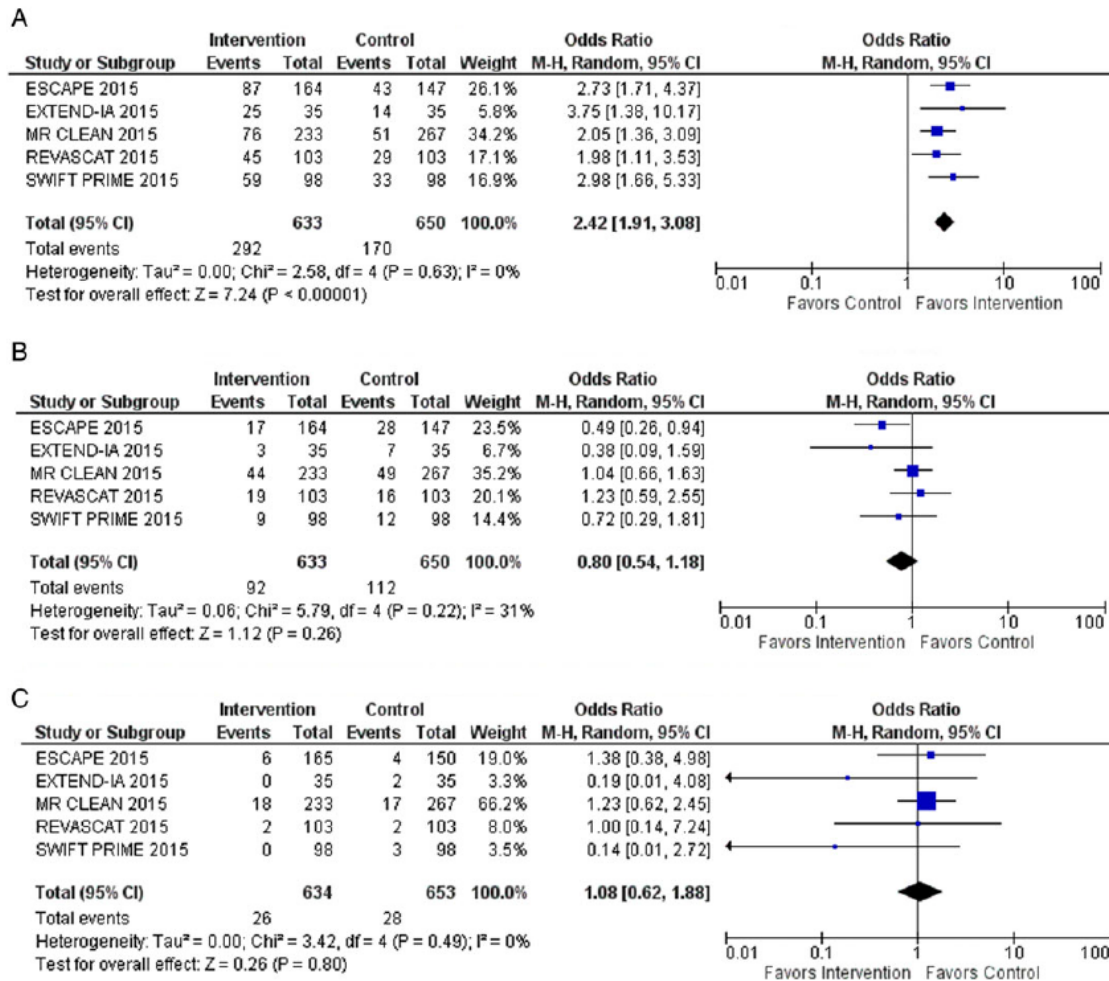 A
Intervention Control Odds Ratio Odds Ratio
Study or Subgroup Events Total Events Total Weight M-H, Random, 95% CI M-H, Random, 95% CI
ESCAPE 2015 87 164 43 147 26.1% 2.73 [1.71, 4.37]
EXTEND-IA 2015 25 35 14 35 5.8% 3.75 [1.38, 10.17]
MR CLEAN 2015 76 233 51 267 34.2% 2.05 [1.36, 3.09]
REVASCAT 2015 45 103 29 103 17.1% 1.98 [1.11, 3.53]
SWIFT PRIME 2015 59 98 33 98 16.9% 2.98 [1.66, 5.33]
Total (95% CI) 633 650 100.0% 2.42 [1.91, 3.08]
Total events 292 170
Heterogeneity: Tau² = 0.00; Chi² = 2.58, df = 4 (P = 0.63); I² = 0%
Test for overall effect: Z = 7.24 (P < 0.00001)
0.01 0.1 1 10 100
Favors Control Favors Intervention
B
Intervention Control Odds Ratio Odds Ratio
Study or Subgroup Events Total Events Total Weight M-H, Random, 95% CI M-H, Random, 95% CI
ESCAPE 2015 17 164 28 147 23.5% 0.49 [0.26, 0.94]
EXTEND-IA 2015 3 35 7 35 6.7% 0.38 [0.09, 1.59]
MR CLEAN 2015 44 233 49 267 35.2% 1.04 [0.66, 1.63]
REVASCAT 2015 19 103 16 103 20.1% 1.23 [0.59, 2.55]
SWIFT PRIME 2015 9 98 12 98 14.4% 0.72 [0.29, 1.81]
Total (95% CI) 633 650 100.0% 0.80 [0.54, 1.18]
Total events 92 112
Heterogeneity: Tau² = 0.06; Chi² = 5.79, df = 4 (P = 0.22); I² = 31%
Test for overall effect: Z = 1.12 (P = 0.26)
0.01 0.1 1 10 100
Favors Intervention Favors Control
C
Intervention Control Odds Ratio Odds Ratio
Study or Subgroup Events Total Events Total Weight M-H, Random, 95% CI M-H, Random, 95% CI
ESCAPE 2015 6 165 4 150 19.0% 1.38 [0.38, 4.98]
EXTEND-IA 2015 0 35 2 35 3.3% 0.19 [0.01, 4.08]
MR CLEAN 2015 18 233 17 267 66.2% 1.23 [0.62, 2.45]
REVASCAT 2015 2 103 2 103 8.0% 1.00 [0.14, 7.24]
SWIFT PRIME 2015 0 98 3 98 3.5% 0.14 [0.01, 2.72]
Total (95% CI) 634 653 100.0% 1.08 [0.62, 1.88]
Total events 26 28
Heterogeneity: Tau² = 0.00; Chi² = 3.42, df = 4 (P = 0.49); I² = 0%
Test for overall effect: Z = 0.26 (P = 0.80)
0.01 0.1 1 10 100
Favors Intervention Favors Control